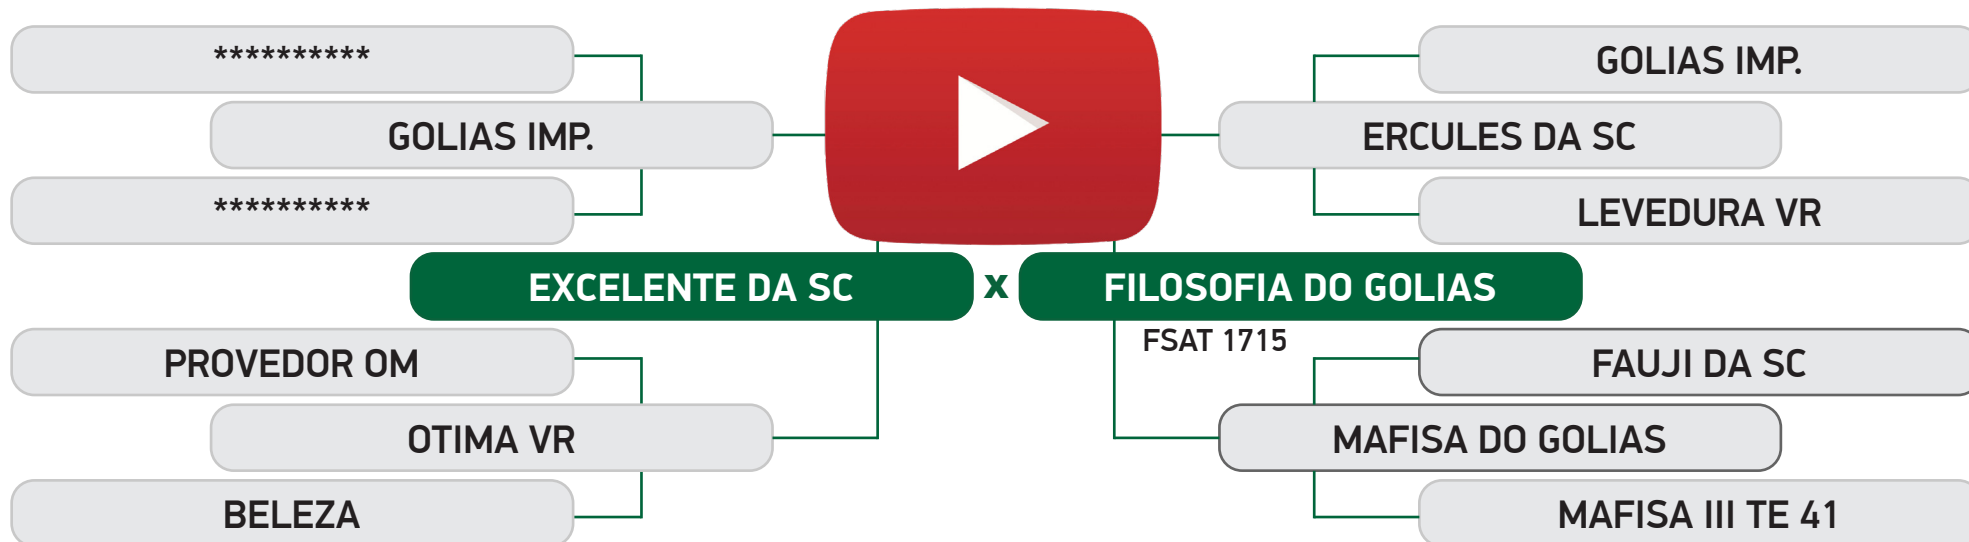 **********
GOLIAS IMP.
**********
GOLIAS IMP.
ERCULES DA SC
LEVEDURA VR
EXCELENTE DA SC x FILOSOFIA DO GOLIAS
FSAT 1715
PROVEDOR OM
OTIMA VR
BELEZA
FAUJI DA SC
MAFISA DO GOLIAS
MAFISA III TE 41